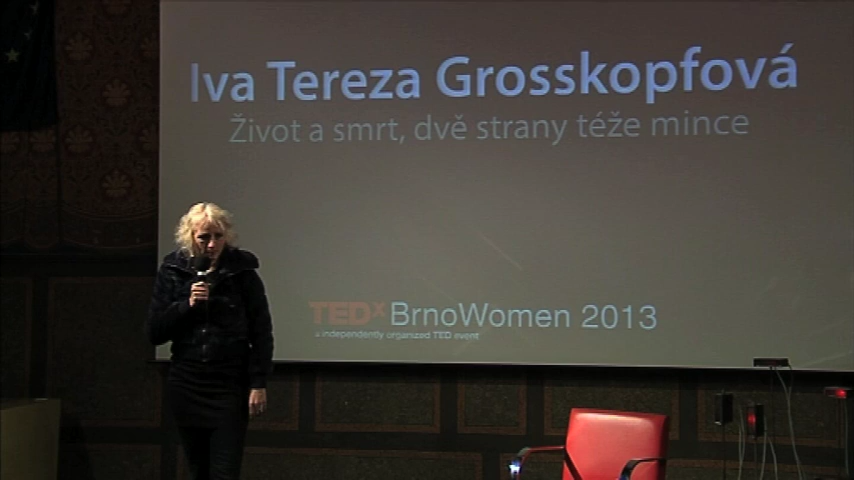 Iva Tereza Grosskopfová
Život a smrt, dvě strany téže mince
TEDxBrnoWomen 2013
independently organized TED event